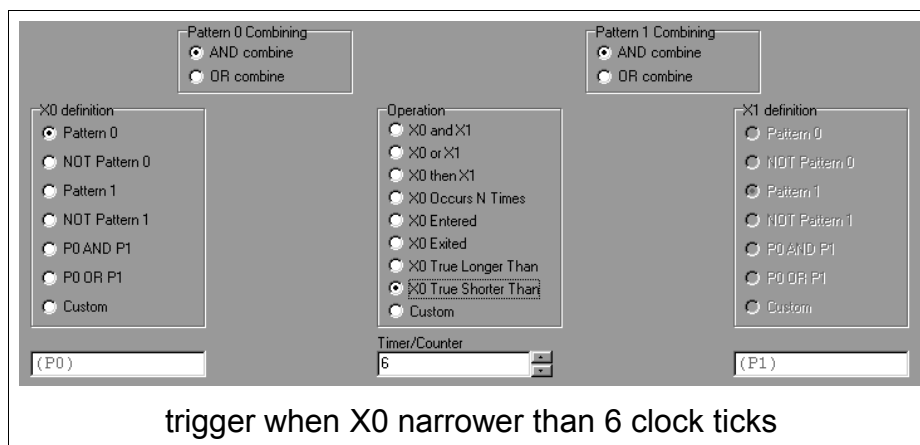 Pattern 0 Combining
AND combine
OR combine
Pattern 1 Combining
AND combine
OR combine
X0 definition
Pattern 0
NOT Pattern 0
Pattern 1
NOT Pattern 1
P0 AND P1
P0 OR P1
Custom
(P0)
Operation
X0 and X1
X0 or X1
X0 then X1
X0 Occurs N Times
X0 Entered
X0 Exited
X0 True Longer Than
X0 True Shorter Than
Custom
Timer/Counter
6
X1 definition
Pattern 0
NOT Pattern 0
Pattern 1
NOT Pattern 1
P0 AND P1
P0 OR P1
Custom
(P1)
trigger when X0 narrower than 6 clock ticks